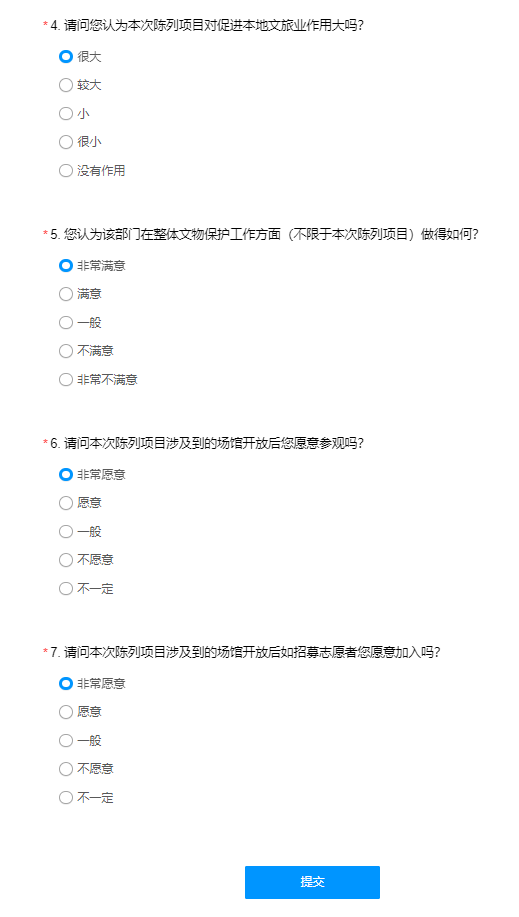 * 4. 请问您认为本次陈列项目对促进本地文旅业作用大吗?
很大
较大
小
很小
没有作用
* 5. 您认为该部门在整体文物保护工作方面（不限于本次陈列项目）做得如何?
非常满意
满意
一般
不满意
非常不满意
* 6. 请问本次陈列项目涉及到的场馆开放后您愿意参观吗?
非常愿意
愿意
一般
不愿意
不一定
* 7. 请问本次陈列项目涉及到的场馆开放后如招募志愿者您愿意加入吗?
非常愿意
愿意
一般
不愿意
不一定
提交